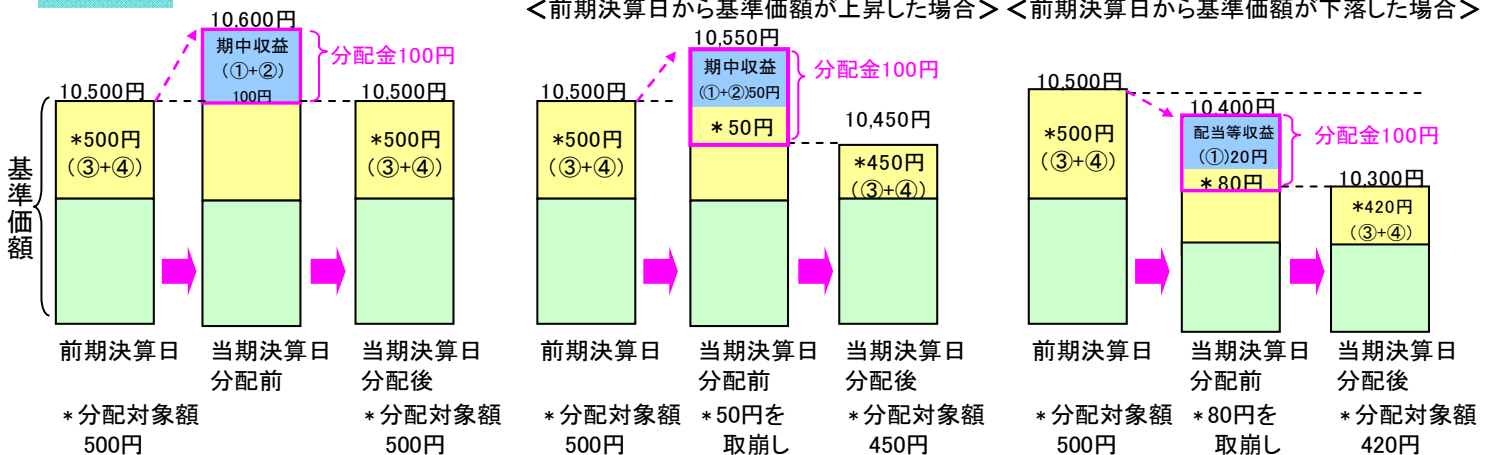 ＜前期決算日から基準価額が上昇した場合＞
＜前期決算日から基準価額が下落した場合＞
基準価額
10,500円
*500円
(③+④)
10,600円
期中収益
(①+②)
100円
分配金100円
10,500円
*500円
(③+④)
前期決算日
当期決算日
分配前
当期決算日
分配後
*分配対象額
500円
*分配対象額
500円
10,500円
*500円
(③+④)
10,550円
期中収益
(①+②)50円
*50円
分配金100円
10,450円
*450円
(③+④)
前期決算日
当期決算日
分配前
当期決算日
分配後
*分配対象額
500円
*50円を
取崩し
*分配対象額
450円
10,500円
*500円
(③+④)
10,400円
配当等収益
(①)20円
*80円
分配金100円
10,300円
*420円
(③+④)
前期決算日
当期決算日
分配前
当期決算日
分配後
*分配対象額
500円
*80円を
取崩し
*分配対象額
420円